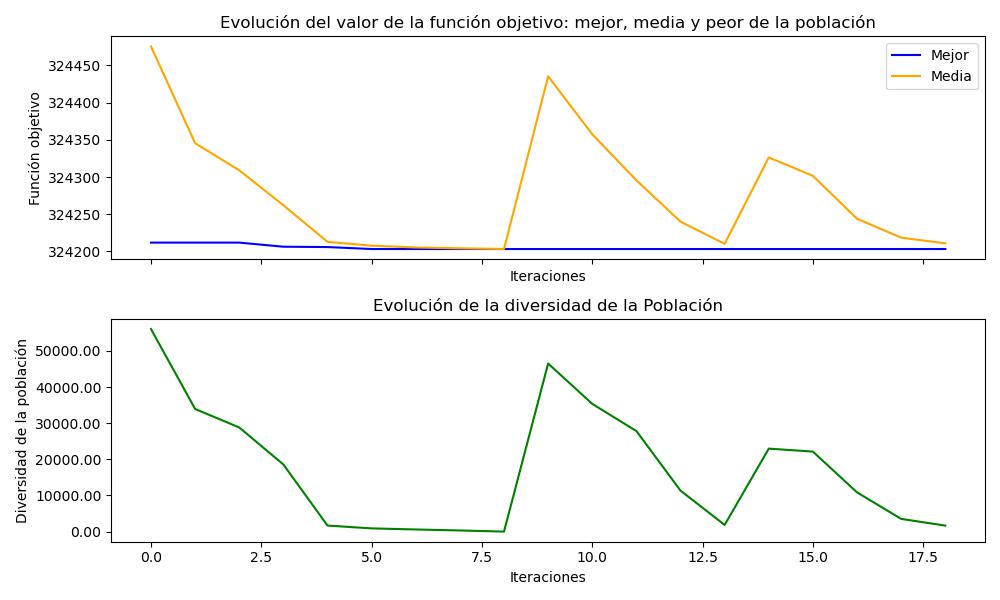 Evolución del valor de la función objetivo: mejor, media y peor de la población
Mejor
Media
324450
324400
324350
324300
324250
324200
Función objetivo
Iteraciones
Evolución de la diversidad de la Población
50000.00
40000.00
30000.00
20000.00
10000.00
0.00
Diversidad de la población
0.0 2.5 5.0 7.5 10.0 12.5 15.0 17.5
Iteraciones